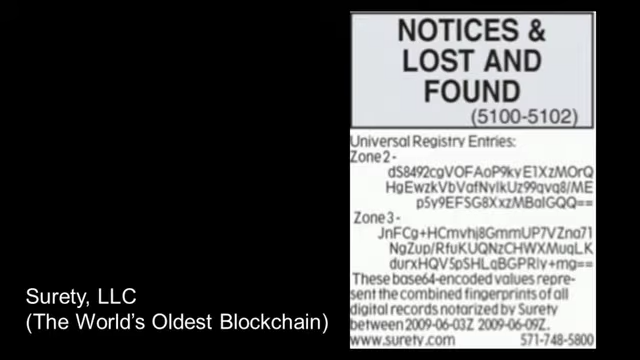 NOTICES &
LOST AND
FOUND
(5100-5102)
Universal Registry Entries:
Zone 2 -
dS8492cgVOFAoP9kyE1XzMOrQ
HgEwzkVbVafNylkUz99qvq8/ME
p5y9EFSG8XxzMBalGQQ==
Zone 3 -
JnFCg+HCmvhj8GmmUP7VZna71
NgZup/RfuKUQNzCHWXMuqLK
durxHQV5pSHLqBGPRly+mg==
These base64-encoded values repre-
sent the combined fingerprints of all
digital records notarized by Surety
between 2009-06-03Z 2009-06-09Z.
www.surety.com 571-748-5800
Surety, LLC
(The World's Oldest Blockchain)